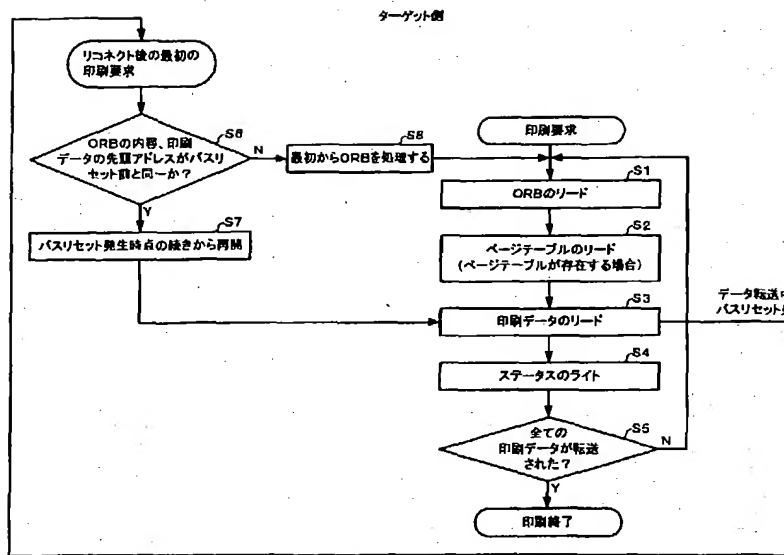 ターゲット側
リコネクト後の最初の
印刷要求
S6
ORBの内容、印刷
データの先頭アドレスがバスリ
セット前と同一か?
N
Y
S8
最初からORBを処理する
S7
バスリセット発生時点の続きから再開
印刷要求
S1
ORBのリード
S2
ページテーブルのリード
(ページテーブルが存在する場合)
S3
印刷データのリード
データ転送中
バスリセット
S4
ステータスのライト
S5
全ての
印刷データが転送
された?
N
Y
印刷終了